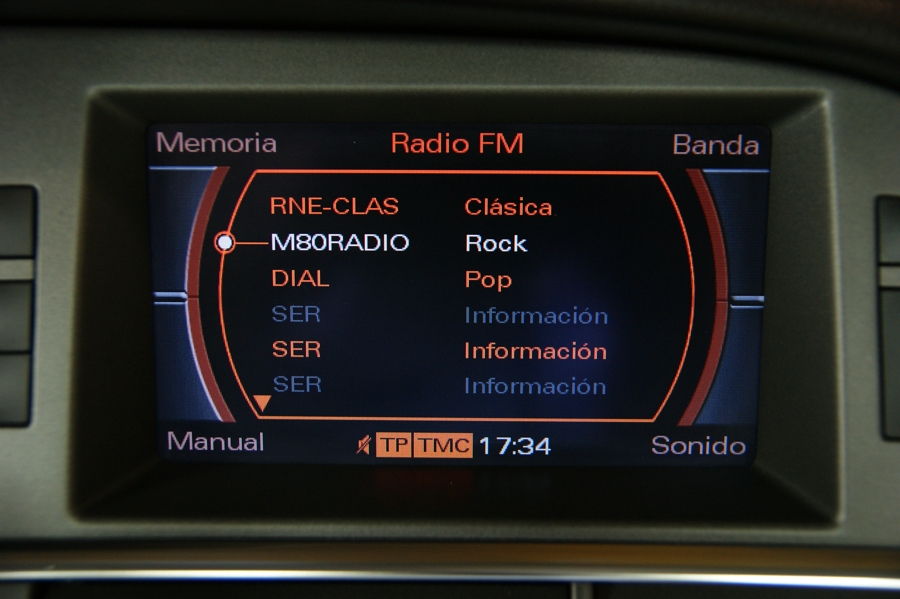 Memoria Radio FM Banda
RNE-CLAS Clásica
M80RADIO Rock
DIAL Pop
SER Información
SER Información
SER Información
Manual TP TMC 17:34 Sonido